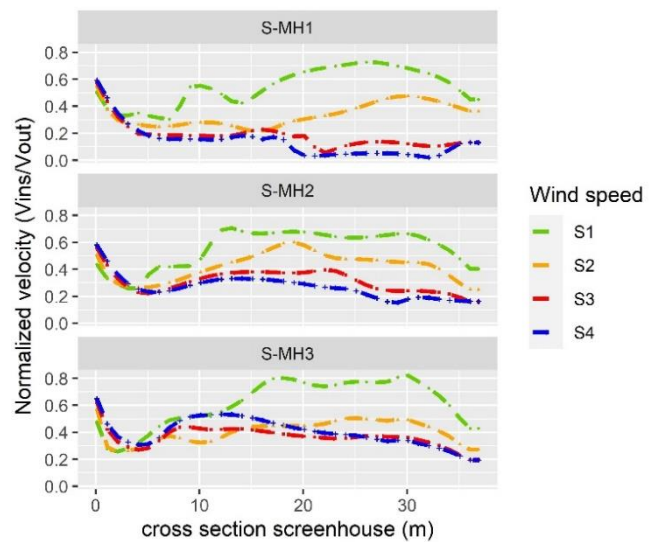 S-MH1
0.8
0.6
0.4
0.2
0.0
S-MH2
0.8
0.6
0.4
0.2
0.0
S-MH3
0.8
0.6
0.4
0.2
0.0
0
10
20
30
cross section screenhouse (m)
Normalized velocity (Vins/Vout)
Wind speed
S1
S2
S3
S4